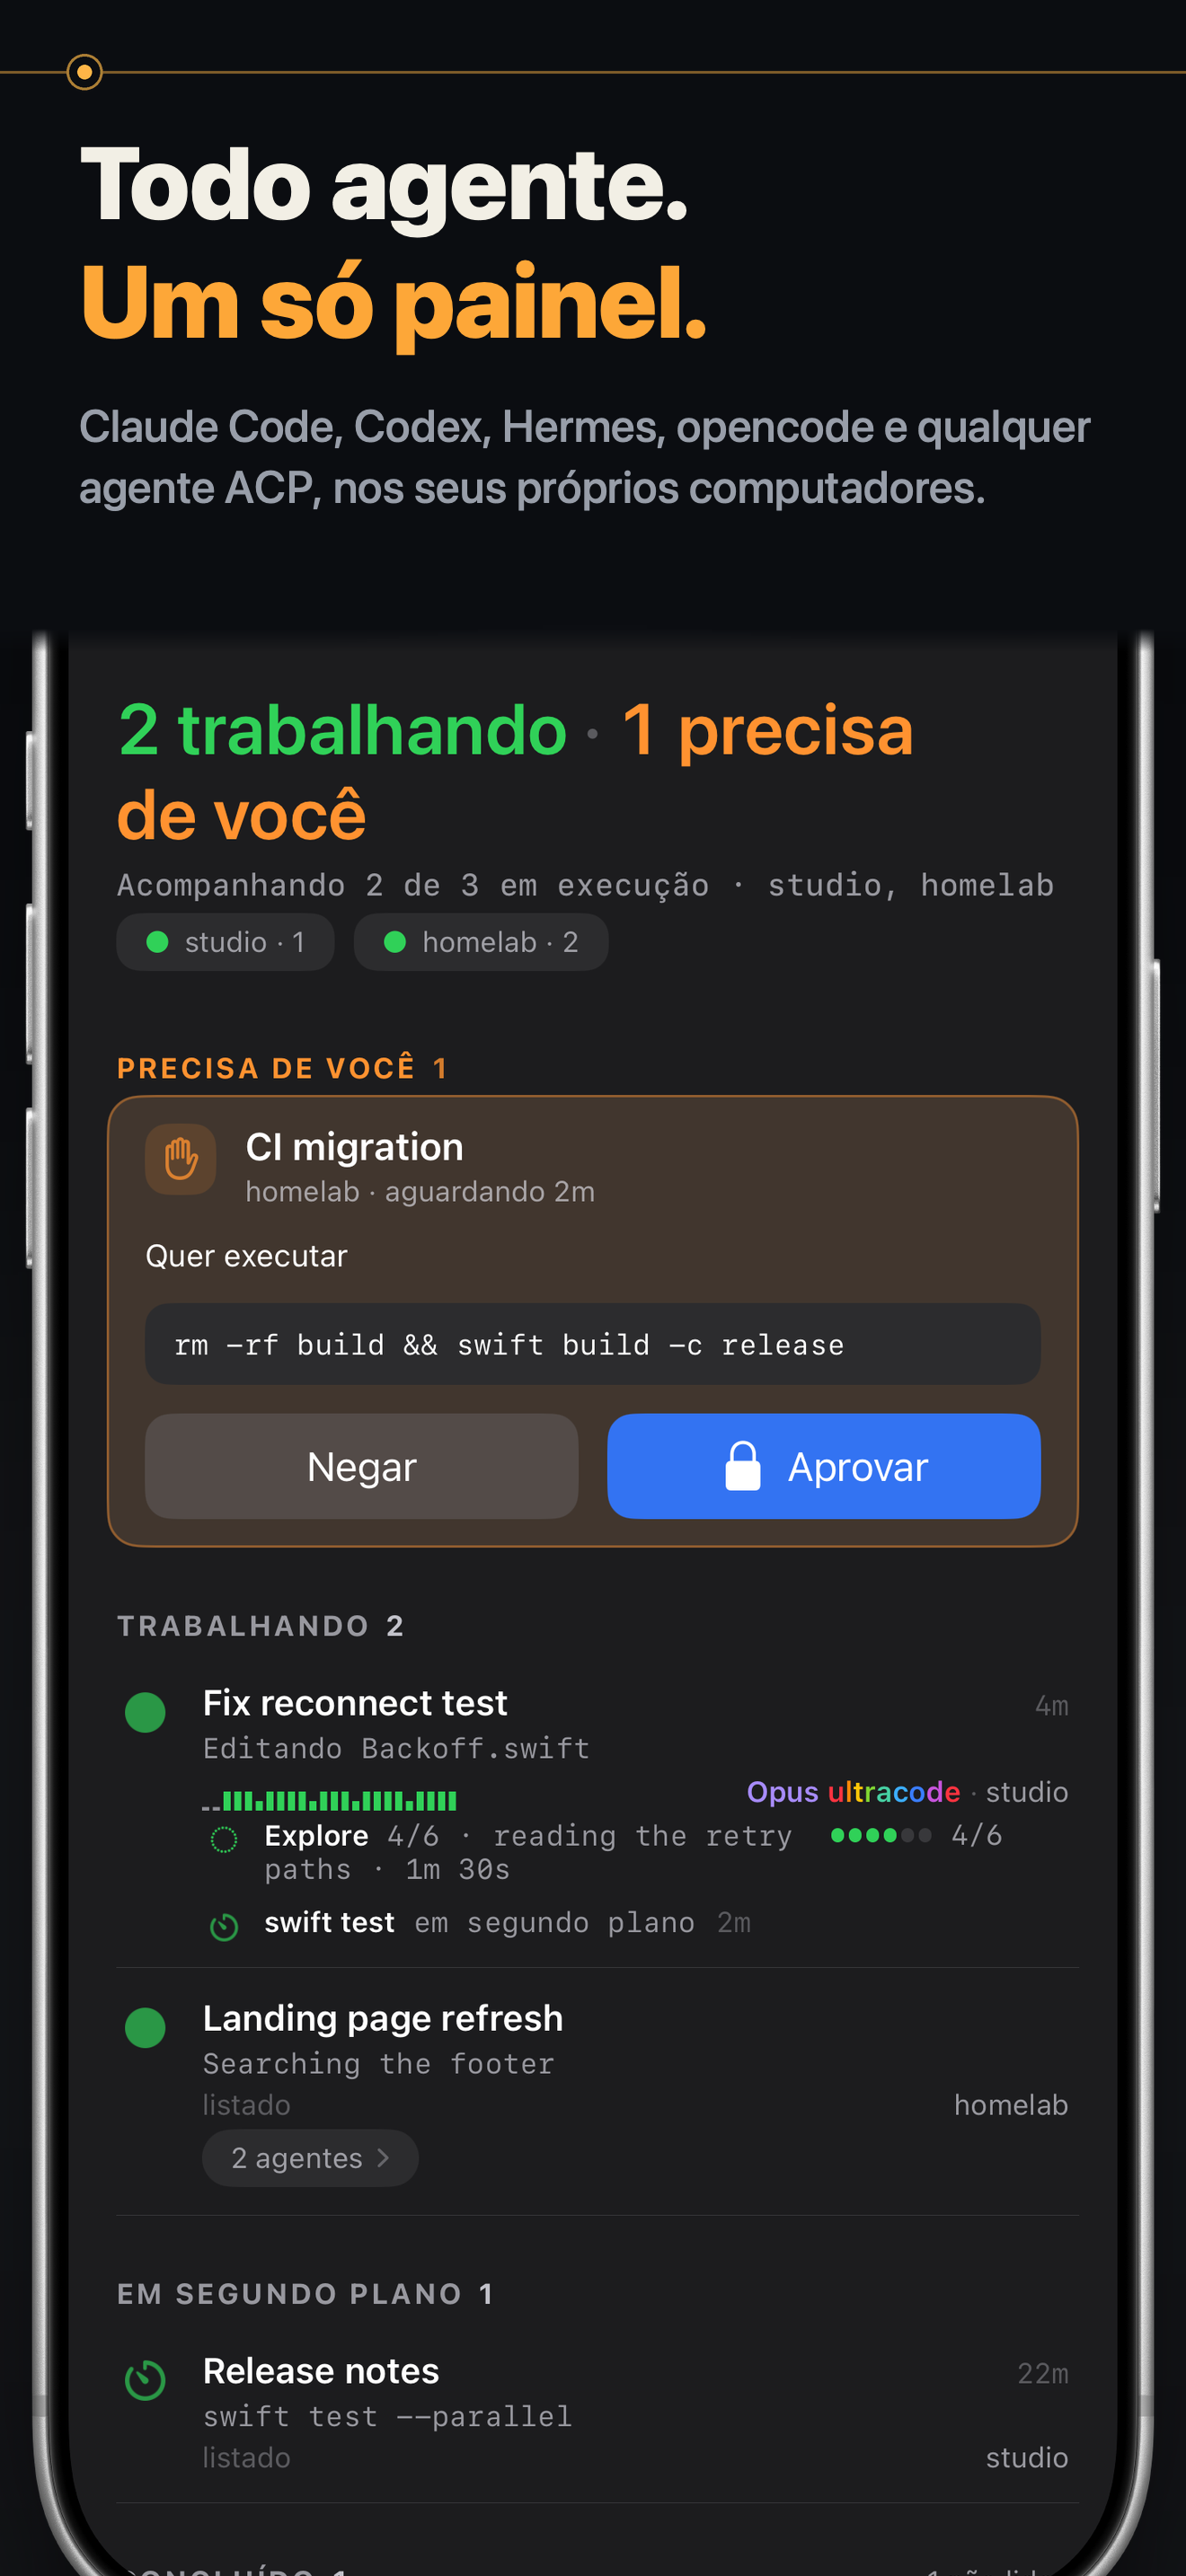 Todo agente.
Um só painel.
Claude Code, Codex, Hermes, opencode e qualquer
agente ACP, nos seus próprios computadores.
2 trabalhando · 1 precisa
de você
Acompanhando 2 de 3 em execução · studio, homelab
studio · 1
homelab · 2
PRECISA DE VOCÊ 1
CI migration
homelab · aguardando 2m
Quer executar
rm -rf build && swift build -c release
Negar
Aprovar
TRABALHANDO 2
Fix reconnect test 4m
Editando Backoff.swift
Opus ultracode · studio
Explore 4/6 · reading the retry 4/6
paths · 1m 30s
swift test em segundo plano 2m
Landing page refresh
Searching the footer
listado homelab
2 agentes
EM SEGUNDO PLANO 1
Release notes 22m
swift test --parallel
listado studio